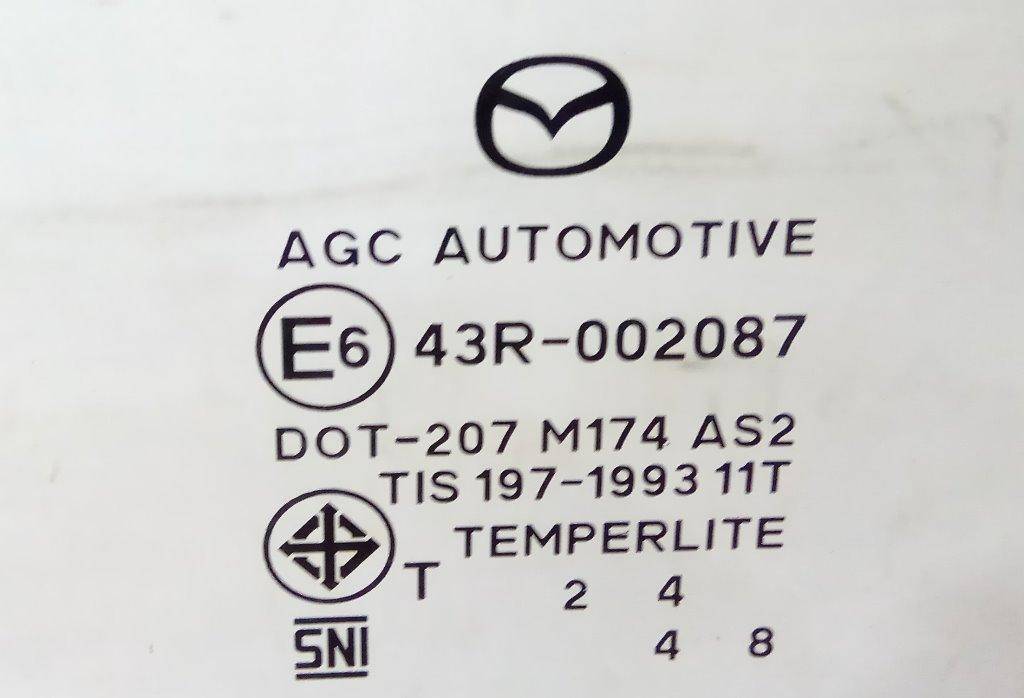 AGC AUTOMOTIVE
E6 43R-002087
DOT-207 M174 AS2
TIS 197-1993 11T
TEMPERLITE
T
2 4
SNI
4 8